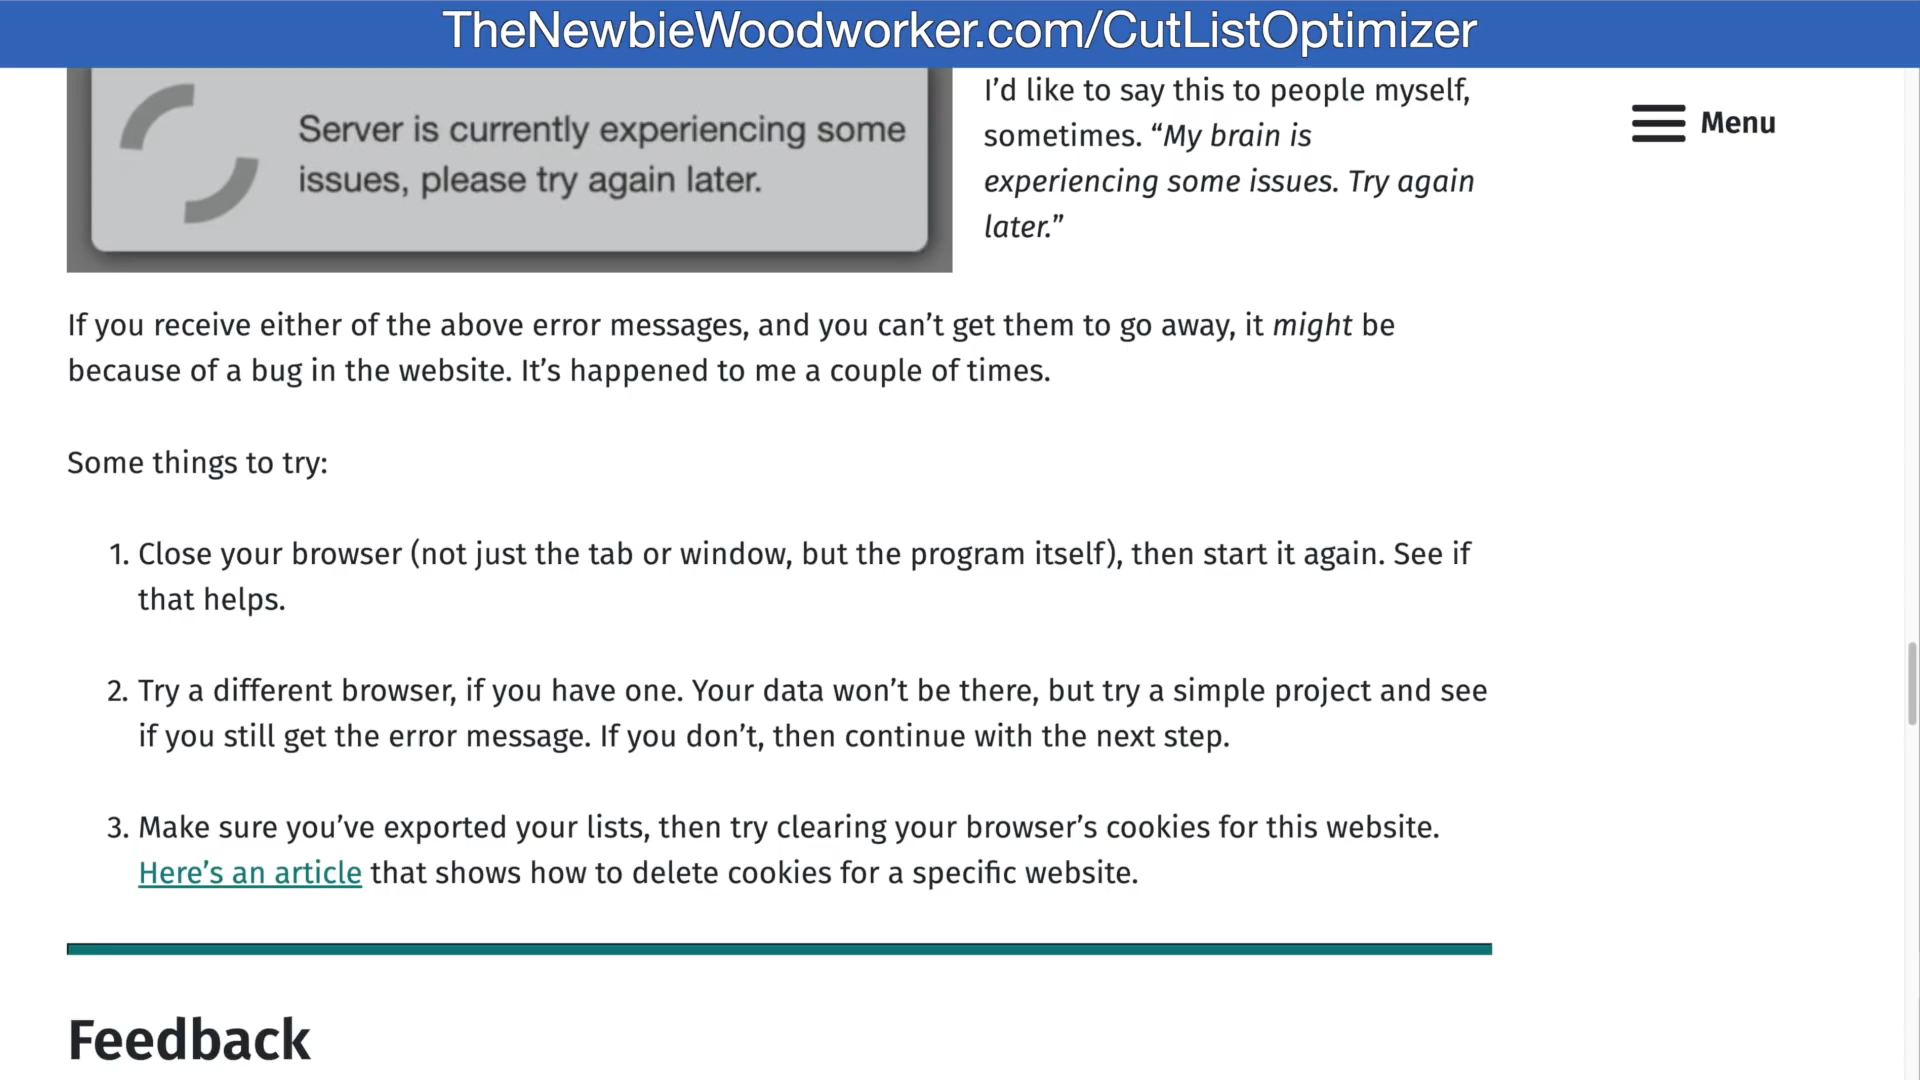 TheNewbieWoodworker.com/CutListOptimizer
Server is currently experiencing some
issues, please try again later.
I’d like to say this to people myself,
sometimes. “My brain is
experiencing some issues. Try again
later.”
Menu
If you receive either of the above error messages, and you can’t get them to go away, it might be
because of a bug in the website. It’s happened to me a couple of times.
Some things to try:
1. Close your browser (not just the tab or window, but the program itself), then start it again. See if
that helps.
2. Try a different browser, if you have one. Your data won’t be there, but try a simple project and see
if you still get the error message. If you don’t, then continue with the next step.
3. Make sure you’ve exported your lists, then try clearing your browser’s cookies for this website.
Here’s an article that shows how to delete cookies for a specific website.
Feedback